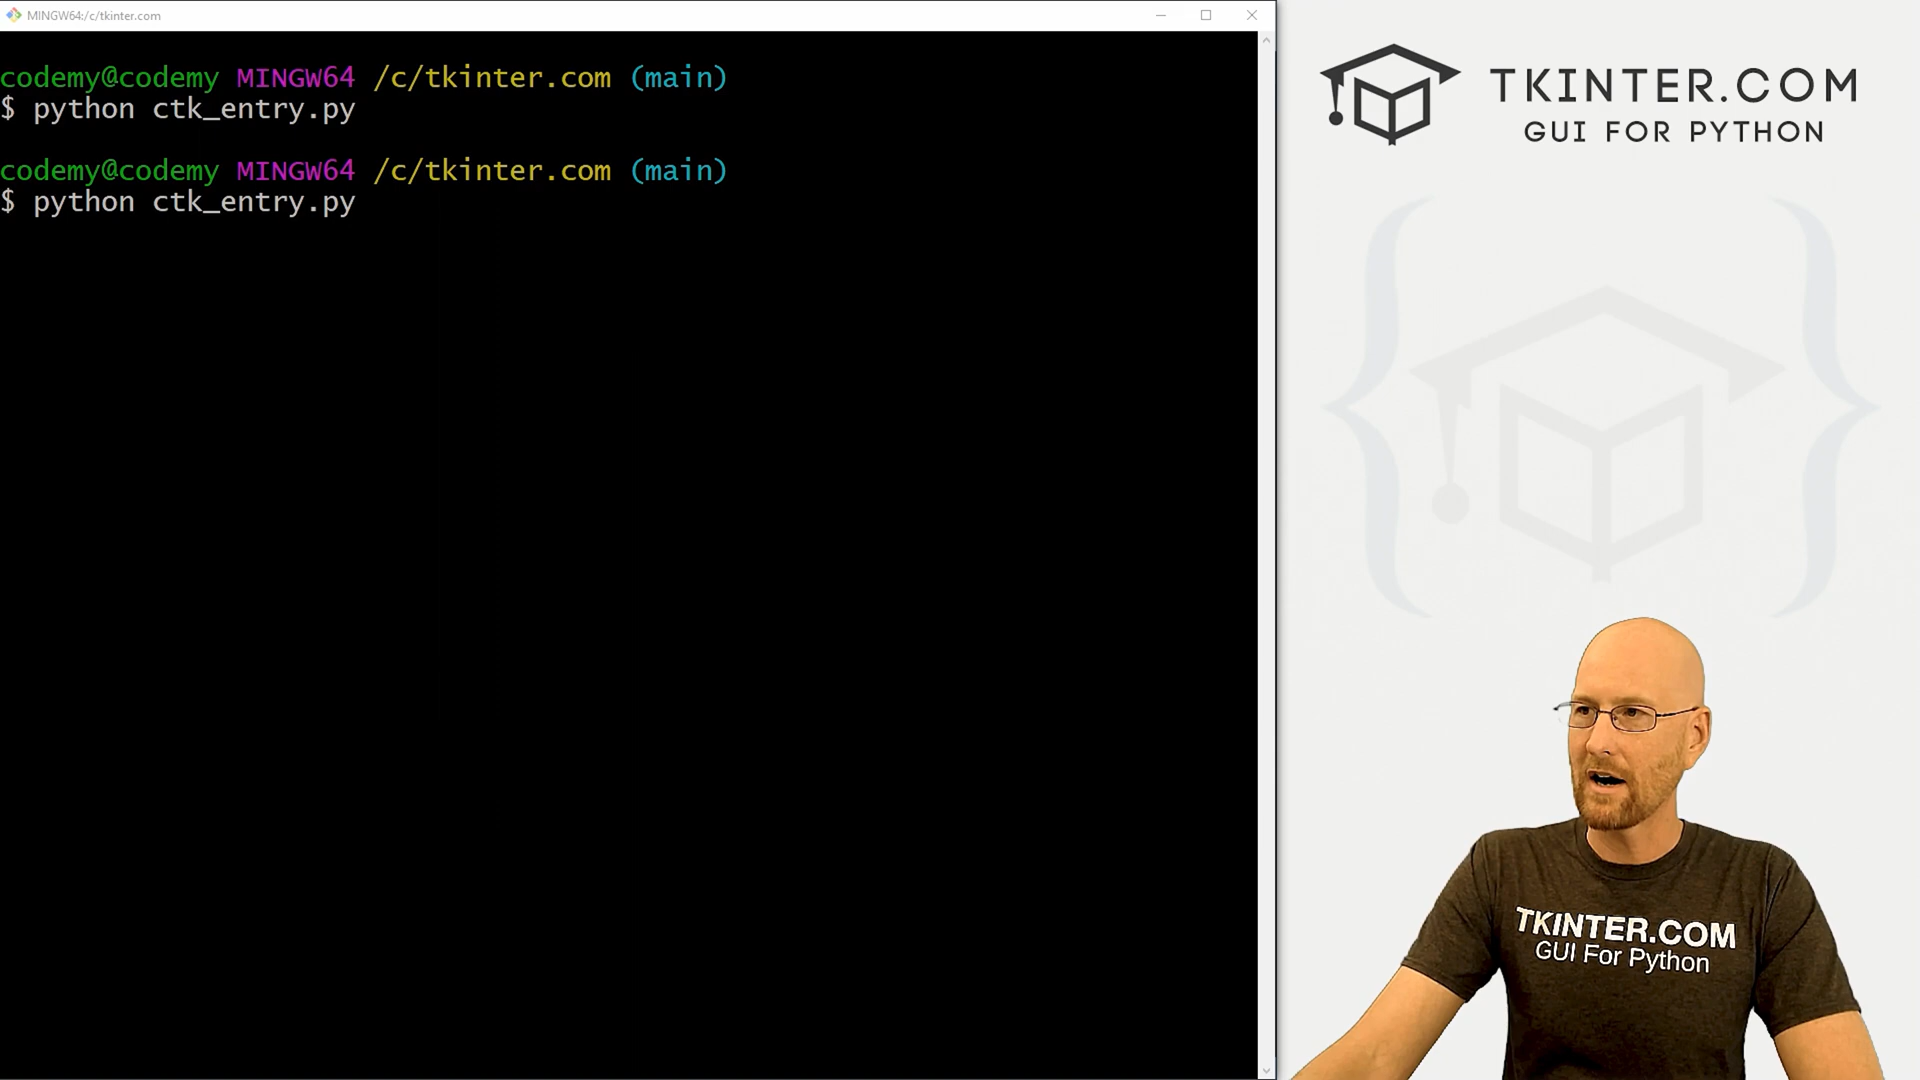 MINGW64:/c/tkinter.com
codemy@codemy MINGW64 /c/tkinter.com (main)
$ python ctk_entry.py
codemy@codemy MINGW64 /c/tkinter.com (main)
$ python ctk_entry.py
TKINTER.COM
GUI FOR PYTHON
TKINTER.COM
GUI For Python